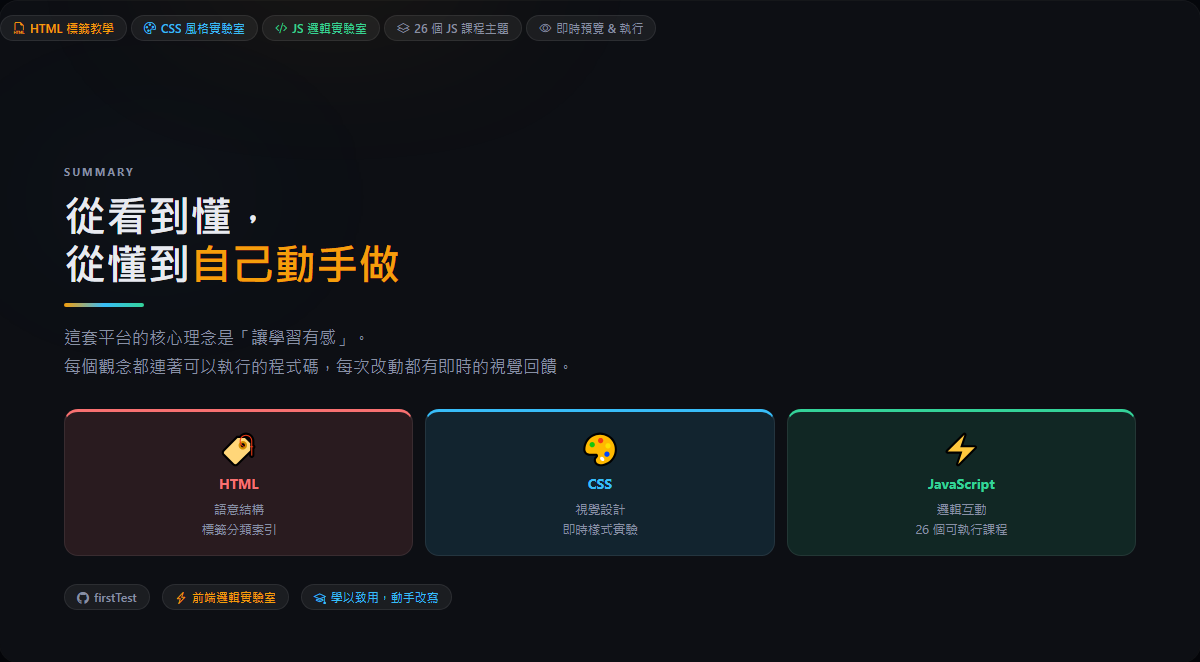 HTML 標籤教學
CSS 風格實驗室
JS 邏輯實驗室
26 個 JS 課程主題
即時預覽 & 執行
SUMMARY
從看到懂，
從懂到自己動手做
這套平台的核心理念是「讓學習有感」。
每個觀念都連著可以執行的程式碼，每次改動都有即時的視覺回饋。
HTML
語意結構
標籤分類索引
CSS
視覺設計
即時樣式實驗
JavaScript
邏輯互動
26 個可執行課程
firstTest
前端邏輯實驗室
學以致用，動手改寫